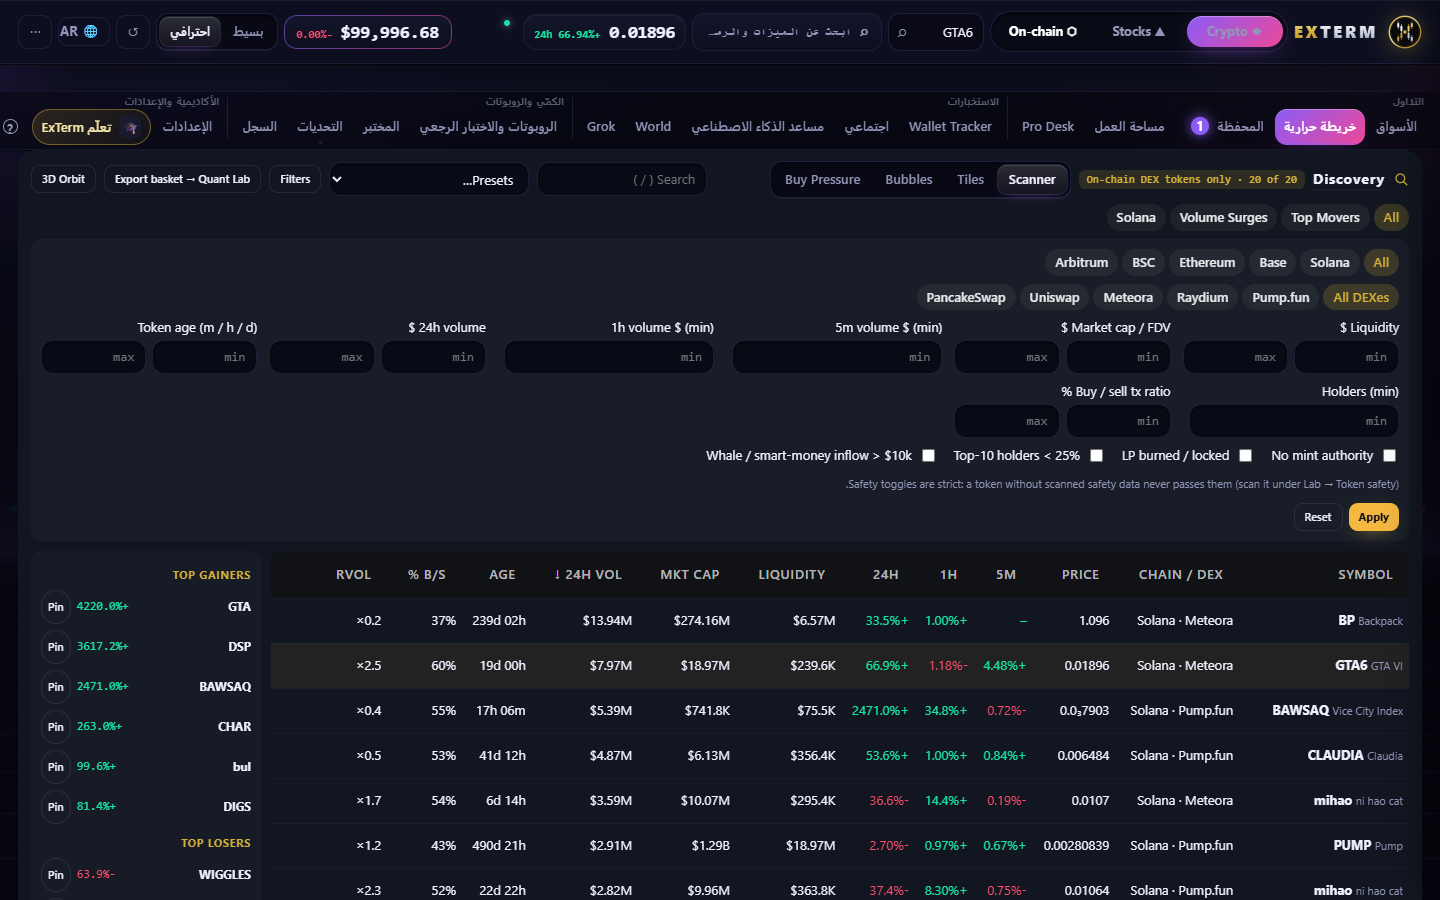 EXTERM
Crypto ◆
Stocks ▲
On-chain ⬡
GTA6
ابحث عن الميزات والرمـ
0.01896 24h 66.94%+
$99,996.68 0.00%-
بسيط
احترافي
↺
AR
...
التداول
الأسواق
خريطة حرارية
المحفظة 1
مساحة العمل
Pro Desk
الاستخبارات
Wallet Tracker
اجتماعي
مساعد الذكاء الاصطناعي
World
Grok
الكمّي والروبوتات
الروبوتات والاختبار الرجعي
المختبر
التحديات
السجل
الأكاديمية والإعدادات
الإعدادات
تعلّم ExTerm
?
Discovery
On-chain DEX tokens only · 20 of 20
Scanner
Tiles
Bubbles
Buy Pressure
Search ( / )
...Presets
Filters
Export basket → Quant Lab
3D Orbit
All
Top Movers
Volume Surges
Solana
All
Solana
Base
Ethereum
BSC
Arbitrum
All DEXes
Pump.fun
Raydium
Meteora
Uniswap
PancakeSwap
$ Liquidity
min
max
$ Market cap / FDV
min
max
5m volume $ (min)
min
1h volume $ (min)
min
$ 24h volume
min
max
Token age (m / h / d)
min
max
Holders (min)
min
% Buy / sell tx ratio
min
max
No mint authority
LP burned / locked
Top-10 holders < 25%
Whale / smart-money inflow > $10k
.Safety toggles are strict: a token without scanned safety data never passes them (scan it under Lab → Token safety)
Apply
Reset
SYMBOL CHAIN / DEX PRICE 5M 1H 24H LIQUIDITY MKT CAP ↓ 24H VOL AGE % B/S RVOL
BP Backpack Solana · Meteora 1.096 – 1.00%+ 33.5%+ $6.57M $274.16M $13.94M 239d 02h 37% ×0.2
GTA6 GTA VI Solana · Meteora 0.01896 4.48%+ 1.18%- 66.9%+ $239.6K $18.97M $7.97M 19d 00h 60% ×2.5
BAWSAQ Vice City Index Solana · Pump.fun 0.0₃7903 0.72%- 34.8%+ 2471.0%+ $75.5K $741.8K $5.39M 17h 06m 55% ×0.4
CLAUDIA Claudia Solana · Pump.fun 0.006484 0.84%+ 1.00%+ 53.6%+ $356.4K $6.13M $4.87M 41d 12h 53% ×0.5
mihao ni hao cat Solana · Meteora 0.0107 0.19%- 14.4%+ 36.6%- $295.4K $10.07M $3.59M 6d 14h 54% ×1.7
PUMP Pump Solana · Pump.fun 0.00280839 0.67%+ 0.97%+ 2.70%- $18.97M $1.29B $2.91M 490d 21h 43% ×1.2
mihao ni hao cat Solana · Pump.fun 0.01064 0.75%- 8.30%+ 37.4%- $363.8K $9.96M $2.82M 22d 22h 52% ×2.3
TOP GAINERS
GTA 4220.0%+ Pin
DSP 3617.2%+ Pin
BAWSAQ 2471.0%+ Pin
CHAR 263.0%+ Pin
bul 99.6%+ Pin
DIGS 81.4%+ Pin
TOP LOSERS
WIGGLES 63.9%- Pin